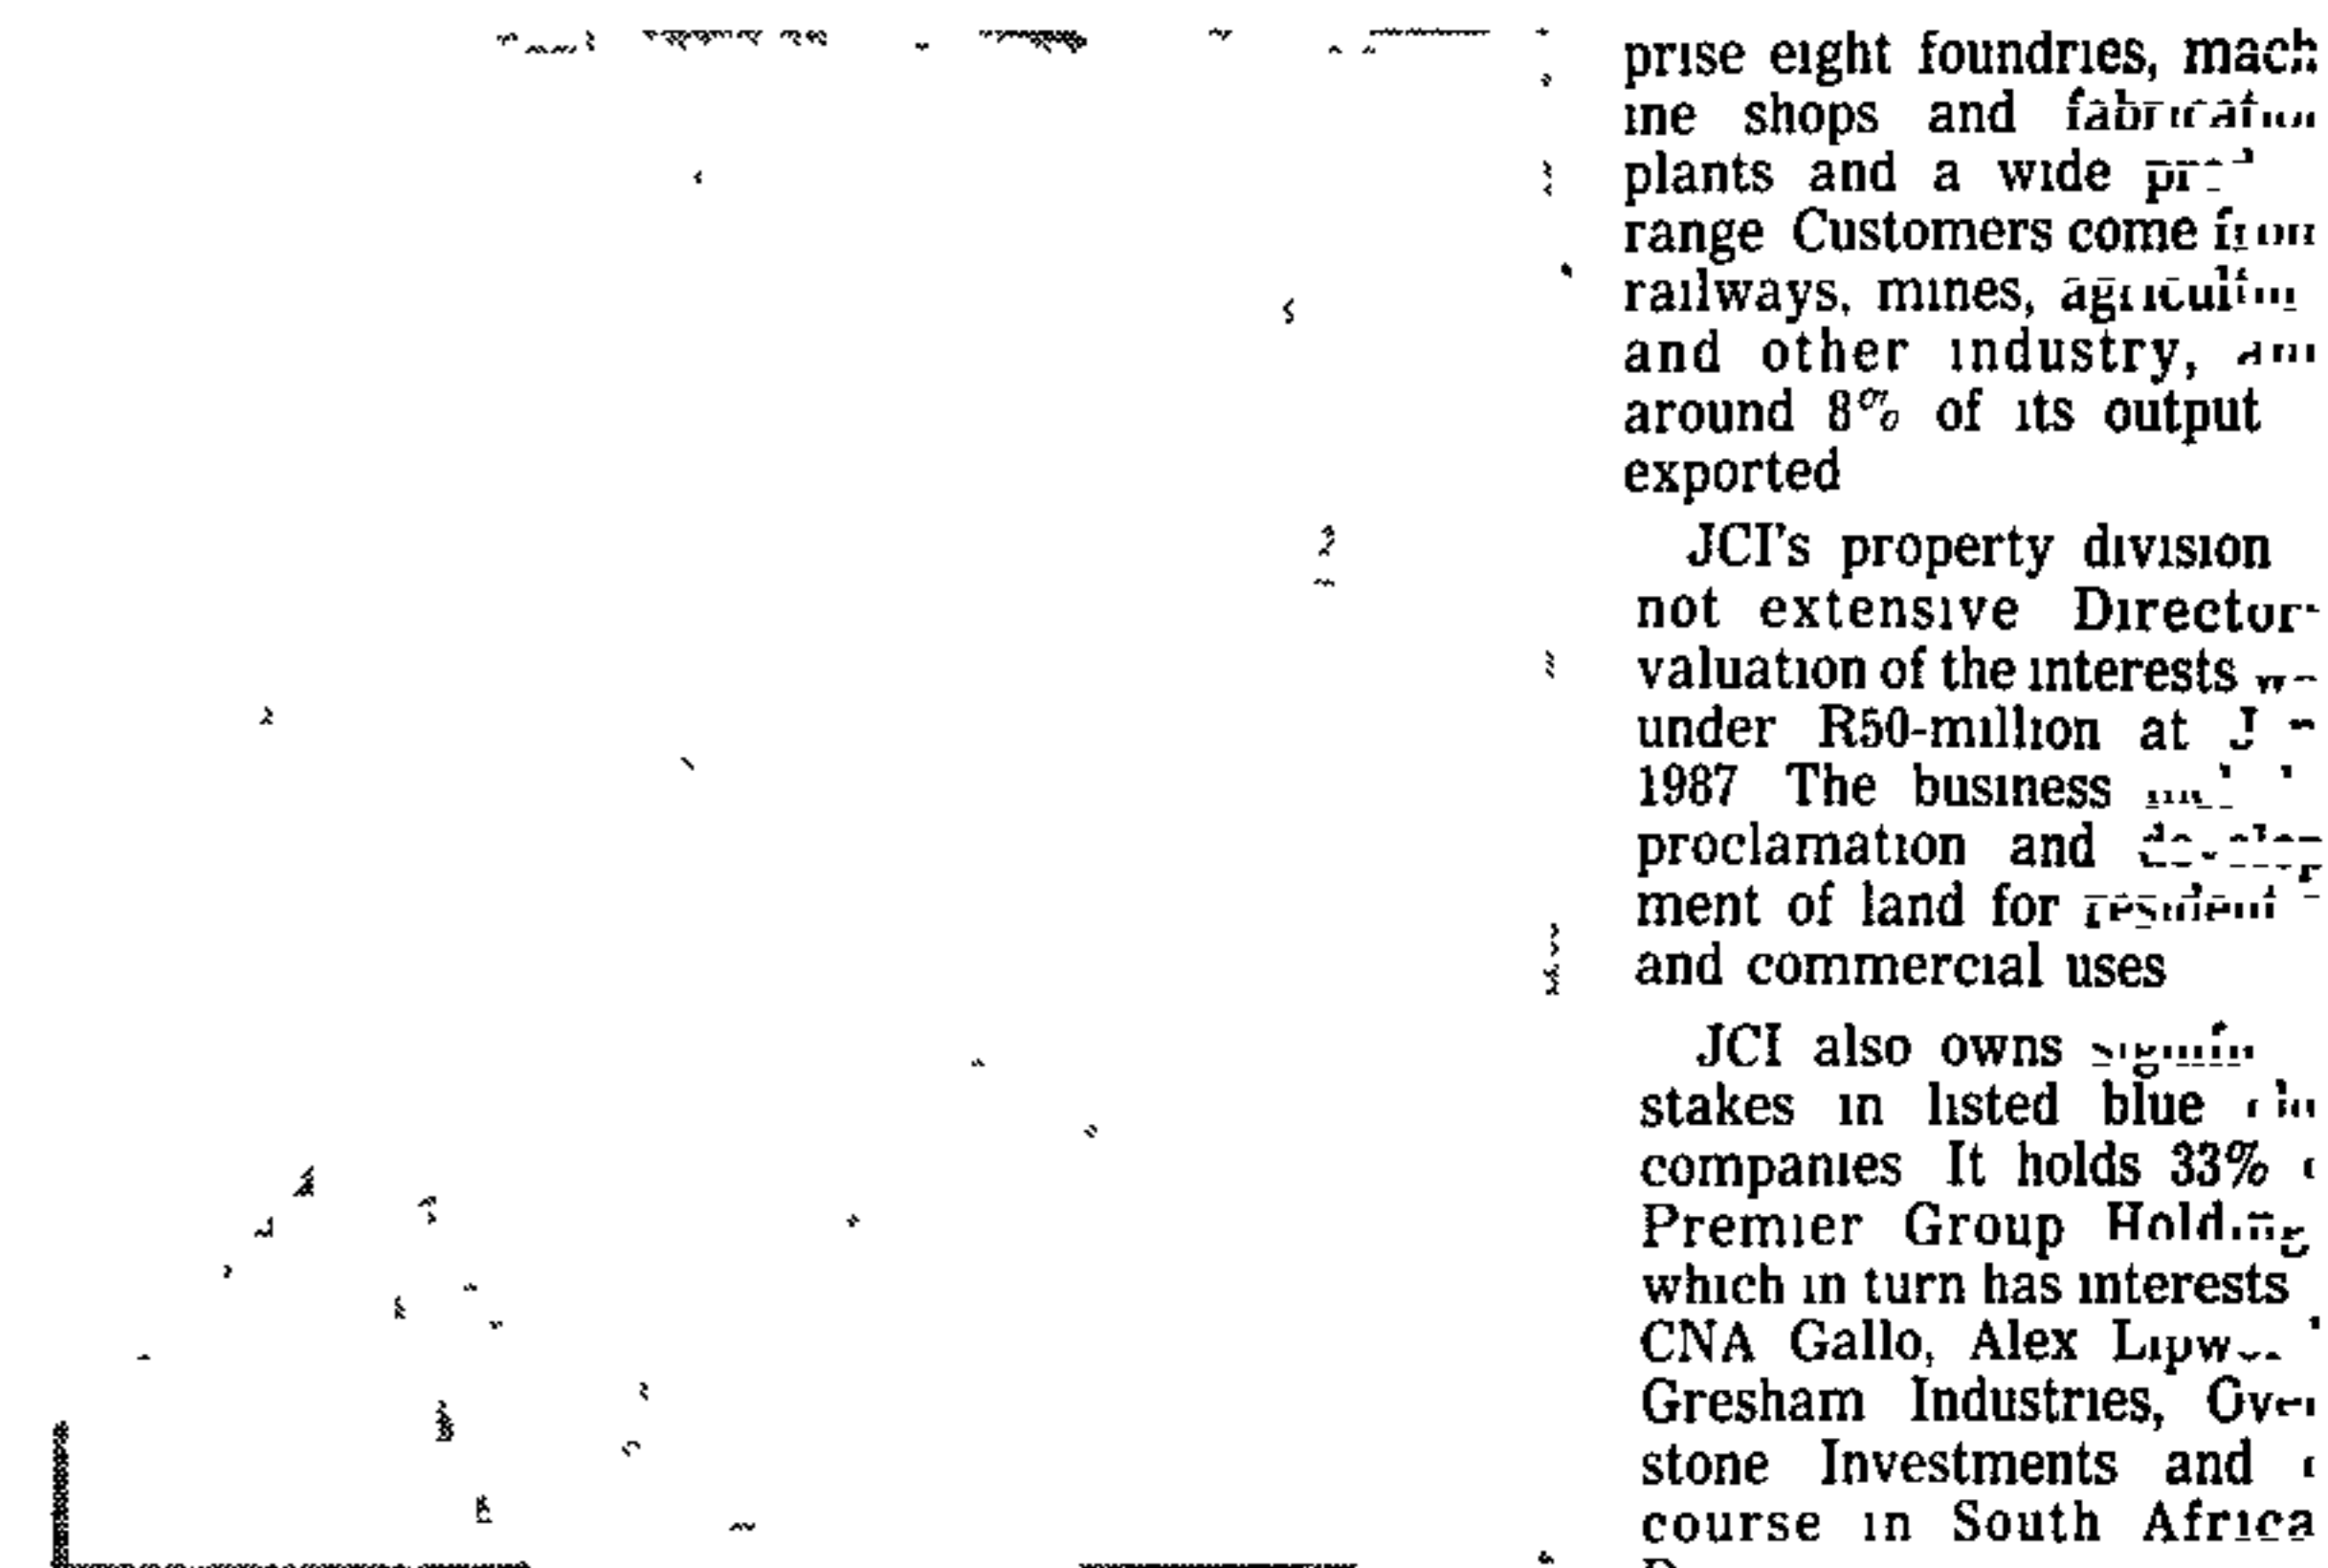 prise eight foundries, mach
ine shops and
plants and a wide
range Customers come
railways, mines,
and other industry,
around 8% of its output
exported
JCI's property division
not extensive Director
valuation of the interests
under R50-million at
1987 The business
proclamation and
ment of land for
and commercial uses
JCI also owns
stakes in listed blue
companies It holds 33%
Premier Group Holding
which in turn has interests
CNA Gallo, Alex
Gresham Industries, Over
stone Investments and
course in South Africa